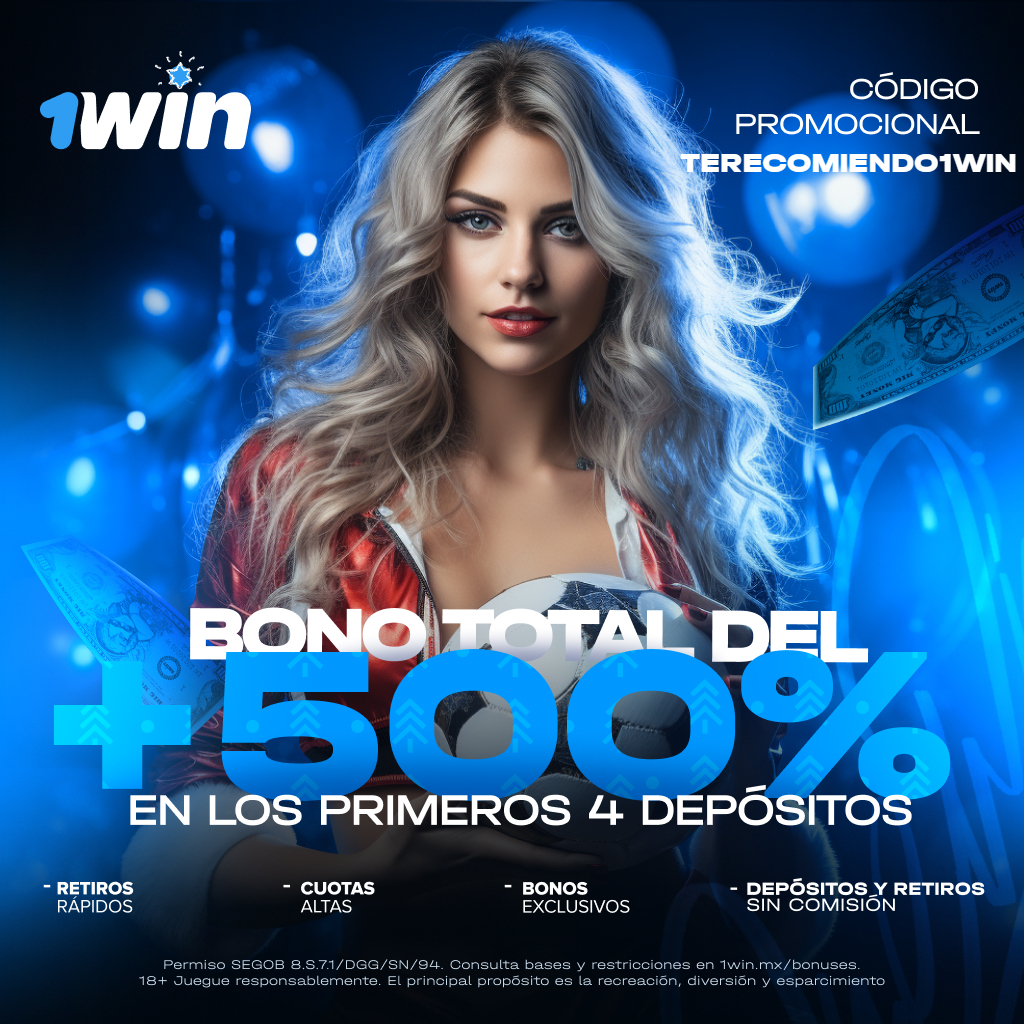 1win
CÓDIGO
PROMOCIONAL
TERECOMIENDO1WIN
BONO TOTAL DEL
+500%
EN LOS PRIMEROS 4 DEPÓSITOS
- RETIROS
RÁPIDOS
- CUOTAS
ALTAS
- BONOS
EXCLUSIVOS
- DEPÓSITOS Y RETIROS
SIN COMISIÓN
Permiso SEGOB 8.S.7.1/DGG/SN/94. Consulta bases y restricciones en 1win.mx/bonuses.
18+ Juegue responsablemente. El principal propósito es la recreación, diversión y esparcimiento